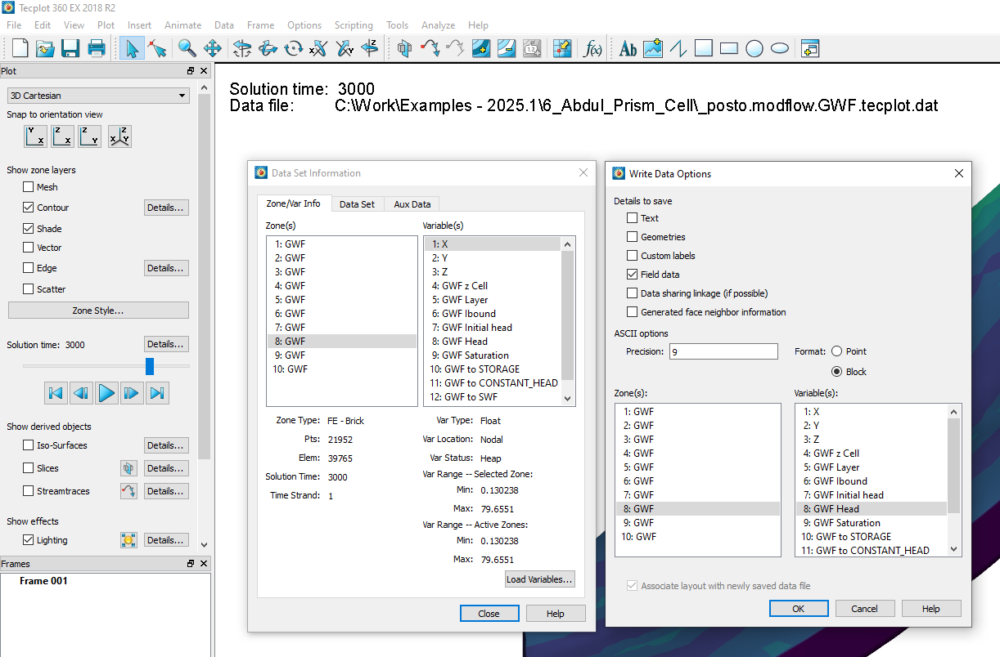 Tecplot 360 EX 2018 R2
File Edit View Plot Insert Animate Data Frame Options Scripting Tools Analyze Help
Ab f(x)
Plot
3D Cartesian
Snap to orientation view
Y X Z X Z Y X Z Y
Show zone layers
Mesh
Contour Details...
Shade
Vector
Edge Details...
Scatter
Zone Style...
Solution time: 3000 Details...
Show derived objects
Iso-Surfaces Details...
Slices Details...
Streamtraces Details...
Show effects
Lighting Details...
Frames
Frame 001
Solution time: 3000
Data file: C:\Work\Examples - 2025.1\6_Abdul_Prism_Cell\_posto.modflow.GWF.tecplot.dat
Data Set Information
Zone/Var Info Data Set Aux Data
Zone(s) Variable(s)
1: GWF 1: X
2: GWF 2: Y
3: GWF 3: Z
4: GWF 4: GWF z Cell
5: GWF 5: GWF Layer
6: GWF 6: GWF Ibound
7: GWF 7: GWF Initial head
8: GWF 8: GWF Head
9: GWF 9: GWF Saturation
10: GWF 10: GWF to STORAGE
11: GWF to CONSTANT_HEAD
12: GWF to SWF
Zone Type: FE - Brick Var Type: Float
Pts: 21952 Var Location: Nodal
Elem: 39765 Var Status: Heap
Solution Time: 3000 Var Range -- Selected Zone:
Time Strand: 1 Min: 0.130238
Max: 79.6551
Var Range -- Active Zones:
Min: 0.130238
Max: 79.6551
Load Variables...
Close Help
Write Data Options
Details to save
Text
Geometries
Custom labels
Field data
Data sharing linkage (if possible)
Generated face neighbor information
ASCII options
Precision: 9 Format: Point
Block
Zone(s): Variable(s):
1: GWF 1: X
2: GWF 2: Y
3: GWF 3: Z
4: GWF 4: GWF z Cell
5: GWF 5: GWF Layer
6: GWF 6: GWF Ibound
7: GWF 7: GWF Initial head
8: GWF 8: GWF Head
9: GWF 9: GWF Saturation
10: GWF 10: GWF to STORAGE
11: GWF to CONSTANT_HEAD
Associate layout with newly saved data file
OK Cancel Help